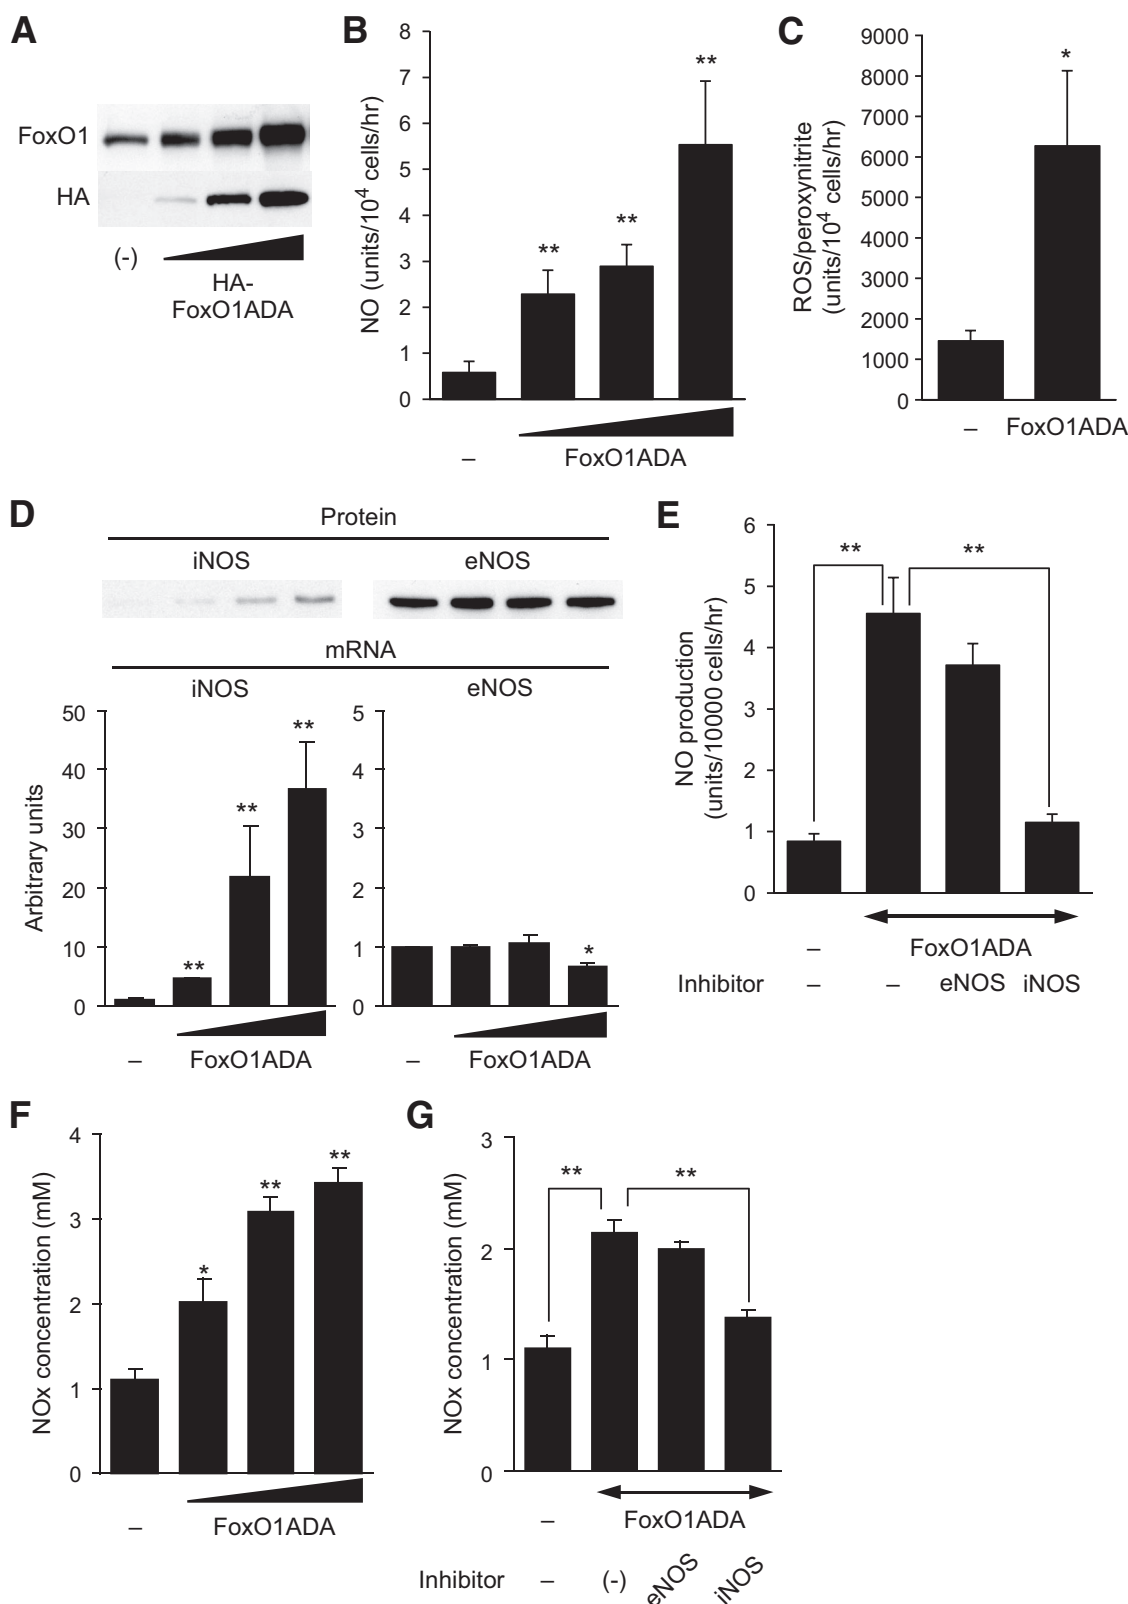 A
FoxO1
HA
(-)
HA-
FoxO1ADA
B
NO (units/10⁴ cells/hr)
8
7
6
5
4
3
2
1
0
**
**
**
–
FoxO1ADA
C
ROS/peroxynitrite
(units/10⁴ cells/hr)
9000
8000
7000
6000
5000
4000
3000
2000
1000
0
*
–
FoxO1ADA
D
Protein
iNOS
eNOS
mRNA
iNOS
eNOS
Arbitrary units
50
40
30
20
10
0
**
**
**
–
FoxO1ADA
5
4
3
2
1
0
*
–
FoxO1ADA
E
NO production
(units/10000 cells/hr)
6
5
4
3
2
1
0
**
**
–
FoxO1ADA
Inhibitor
–
–
eNOS
iNOS
F
NOx concentration (mM)
4
3
2
1
0
*
**
**
–
FoxO1ADA
G
NOx concentration (mM)
3
2
1
0
**
**
–
FoxO1ADA
Inhibitor
–
(-)
eNOS
iNOS